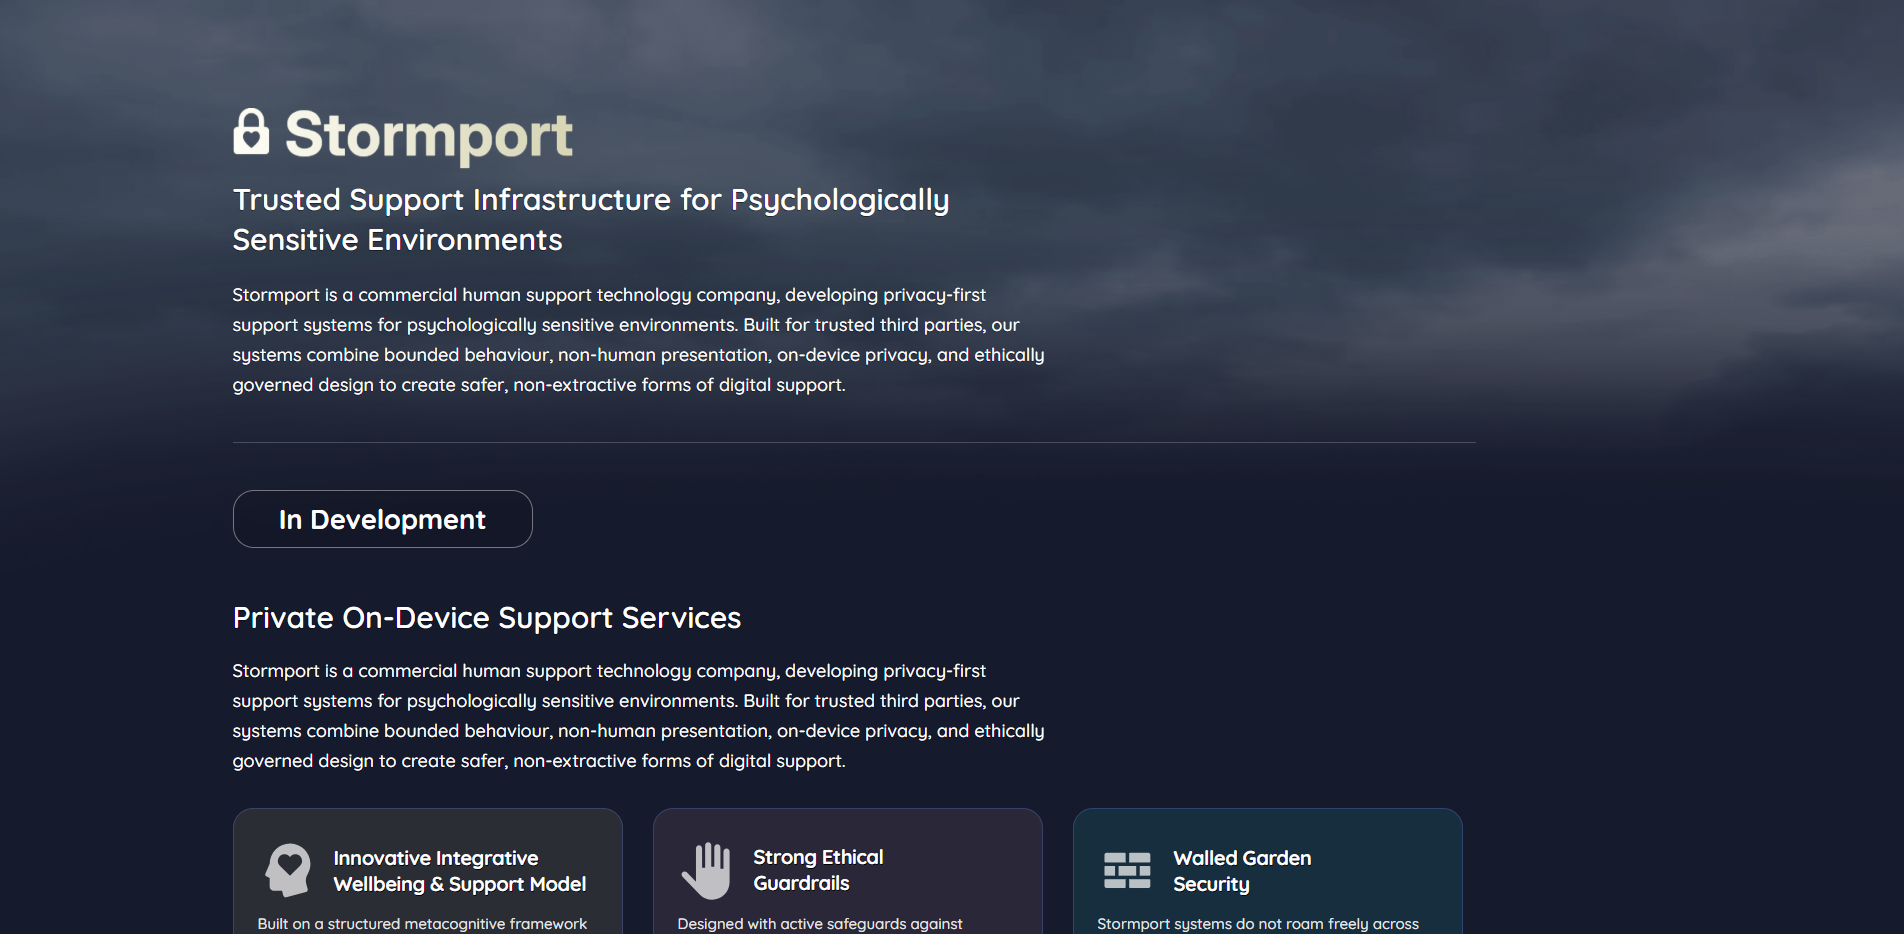 Stormport
Trusted Support Infrastructure for Psychologically
Sensitive Environments
Stormport is a commercial human support technology company, developing privacy-first
support systems for psychologically sensitive environments. Built for trusted third parties, our
systems combine bounded behaviour, non-human presentation, on-device privacy, and ethically
governed design to create safer, non-extractive forms of digital support.
In Development
Private On-Device Support Services
Stormport is a commercial human support technology company, developing privacy-first
support systems for psychologically sensitive environments. Built for trusted third parties, our
systems combine bounded behaviour, non-human presentation, on-device privacy, and ethically
governed design to create safer, non-extractive forms of digital support.
Innovative Integrative
Wellbeing & Support Model
Built on a structured metacognitive framework
Strong Ethical
Guardrails
Designed with active safeguards against
Walled Garden
Security
Stormport systems do not roam freely across